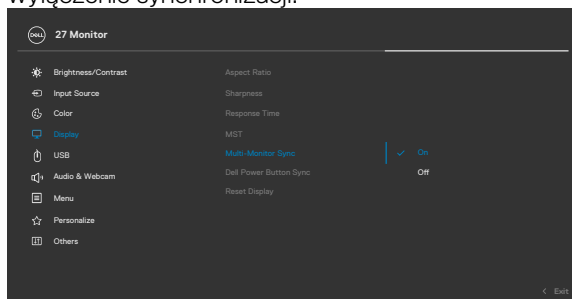 wyłączenie synchronizacji.
DELL 27 Monitor
Brightness/Contrast Aspect Ratio
Input Source Sharpness
Color Response Time
Display MST
USB Multi-Monitor Sync On
Audio & Webcam Dell Power Button Sync Off
Menu Reset Display
Personalize
Others
Exit